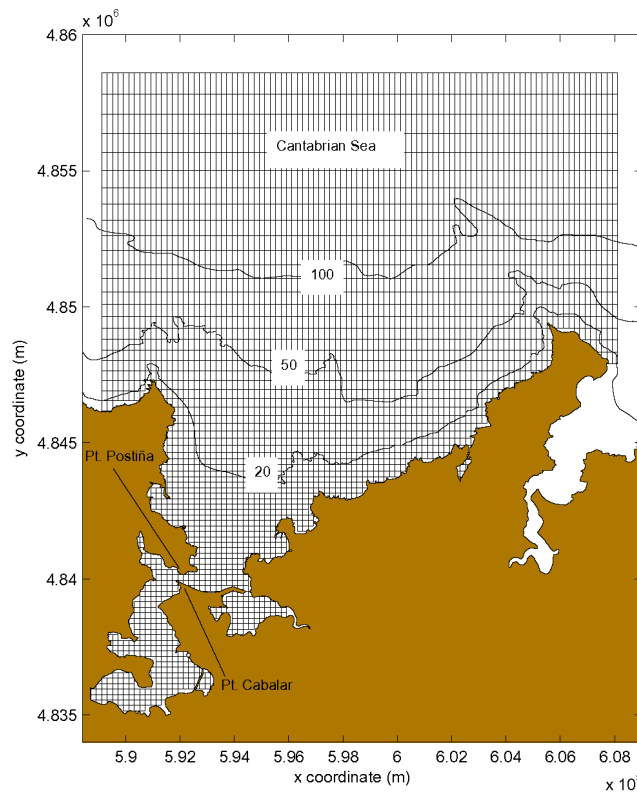 4.86
x 10⁶
Cantabrian Sea
4.855
100
4.85
50
y coordinate (m)
4.845
Pt. Postiña
20
4.84
Pt. Cabalar
4.835
5.9 5.92 5.94 5.96 5.98 6 6.02 6.04 6.06 6.08
x coordinate (m)
x 10